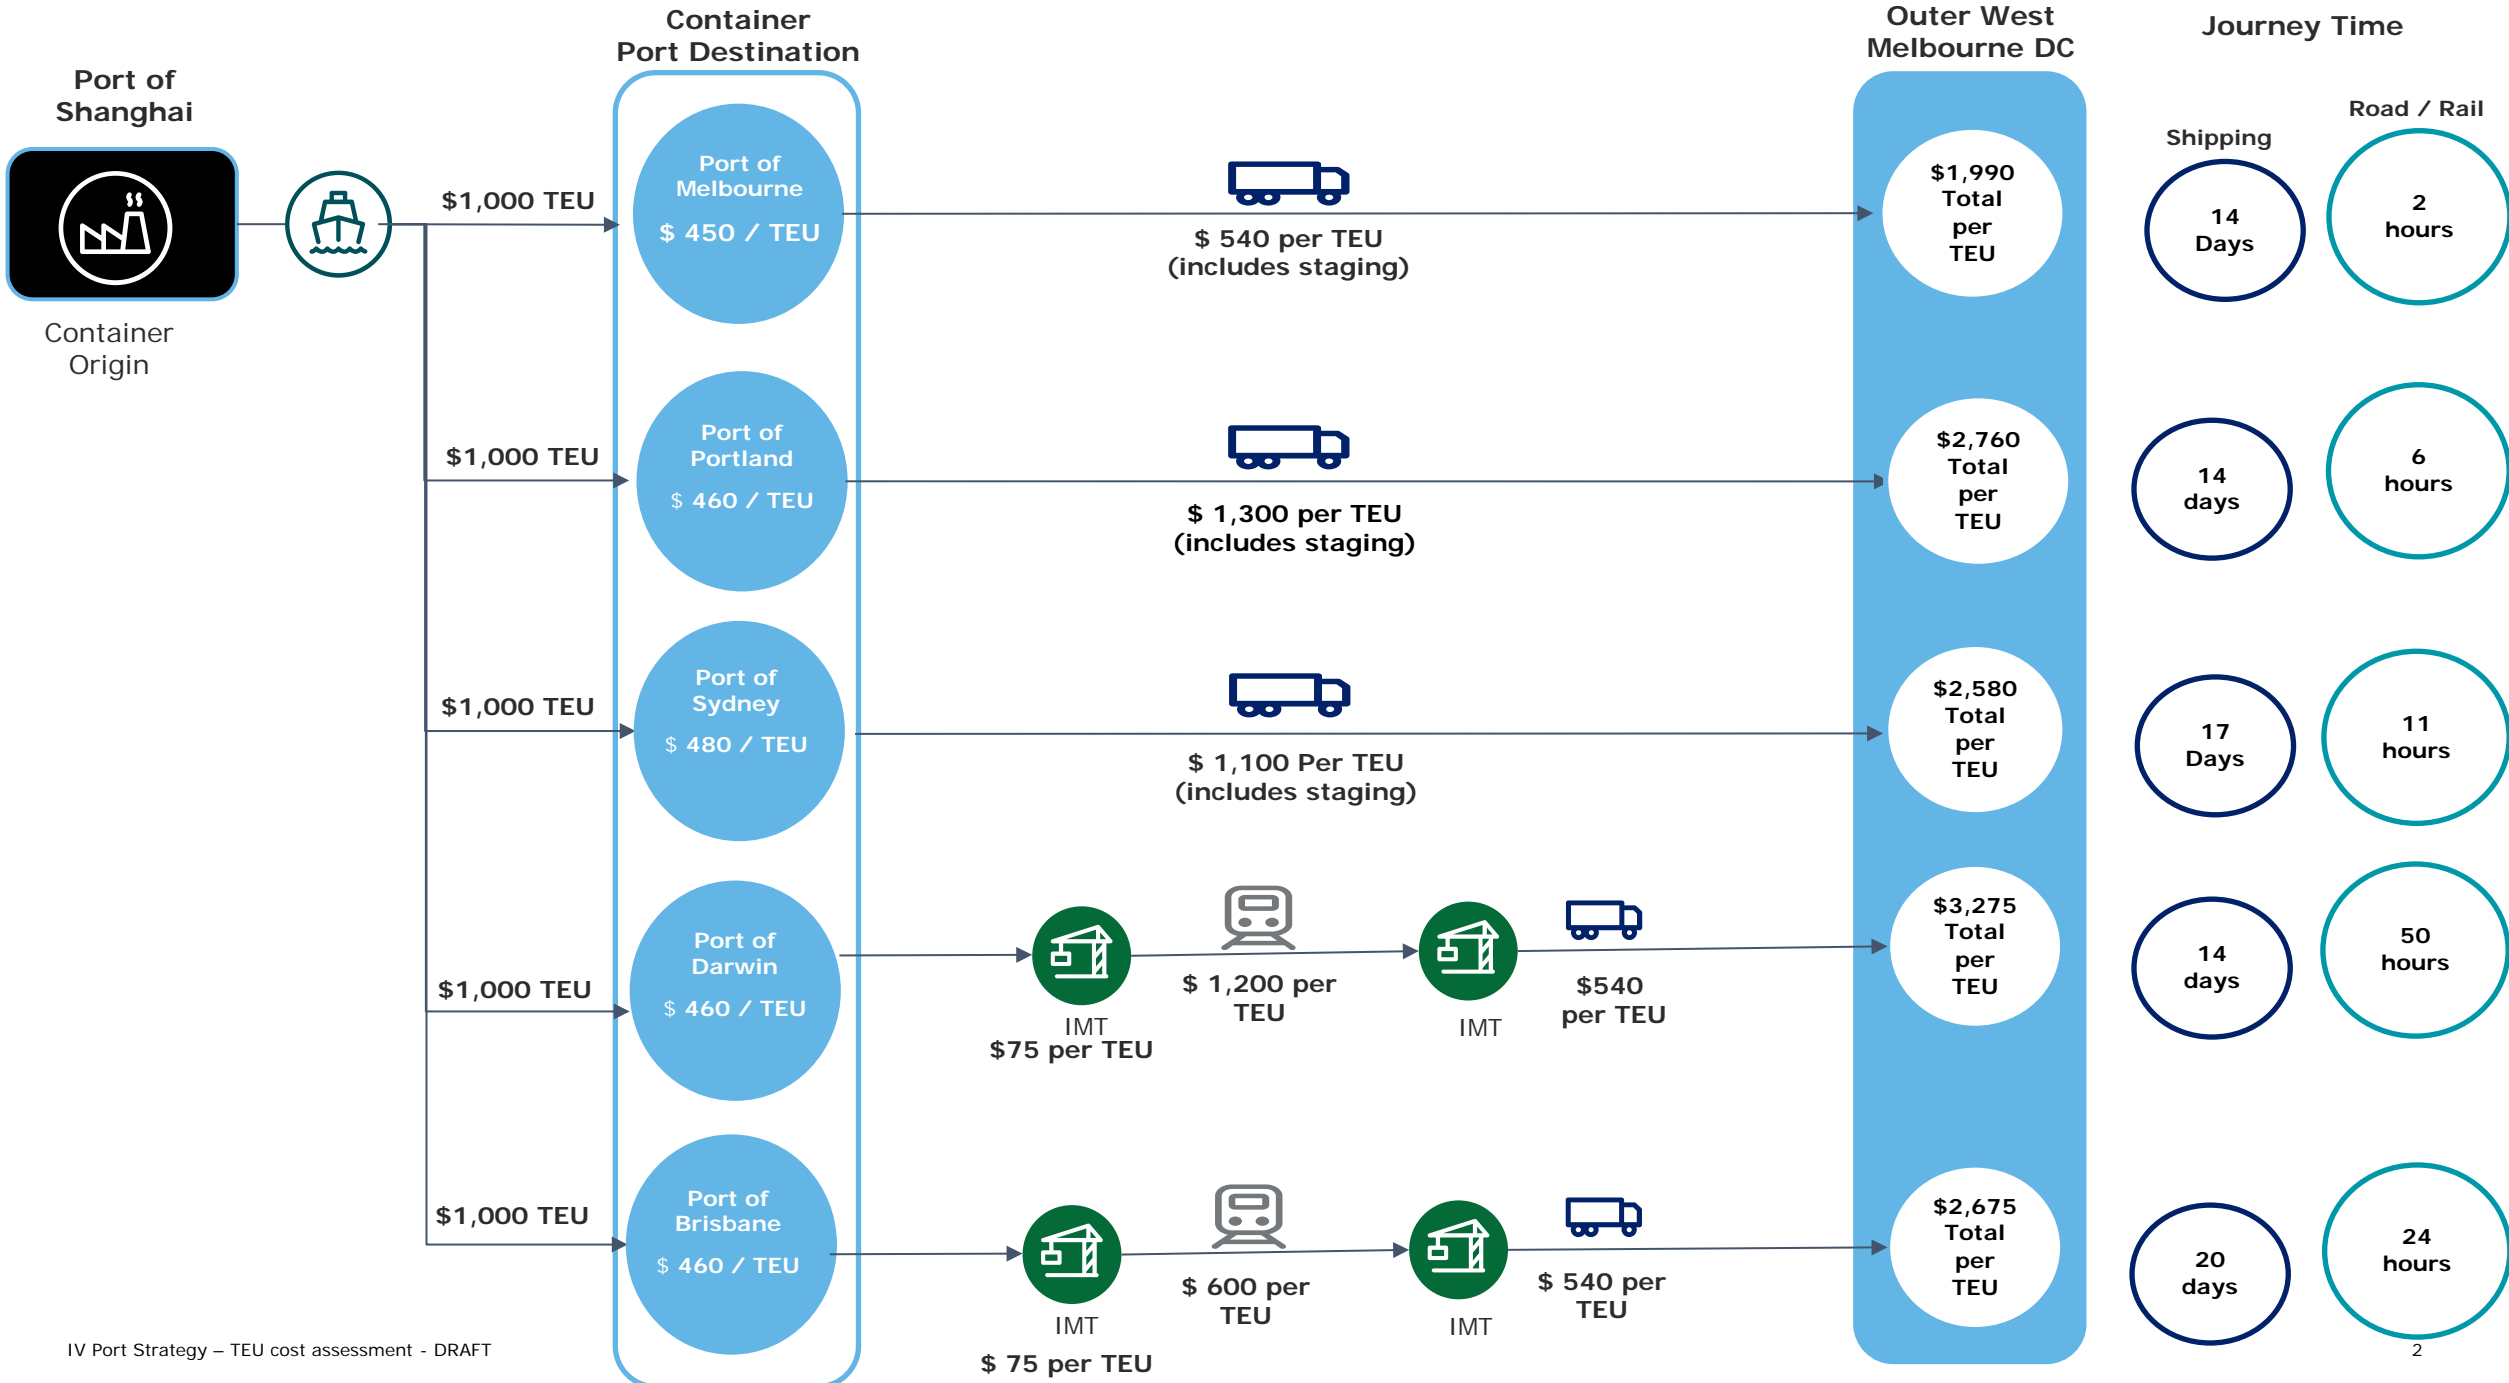 Container
Port Destination
Outer West
Melbourne DC
Journey Time
Port of
Shanghai
Container
Origin
Shipping
Road / Rail
$1,000 TEU
Port of
Melbourne
$ 450 / TEU
$ 540 per TEU
(includes staging)
$1,990
Total
per
TEU
14
Days
2
hours
$1,000 TEU
Port of
Portland
$ 460 / TEU
$ 1,300 per TEU
(includes staging)
$2,760
Total
per
TEU
14
days
6
hours
$1,000 TEU
Port of
Sydney
$ 480 / TEU
$ 1,100 Per TEU
(includes staging)
$2,580
Total
per
TEU
17
Days
11
hours
$1,000 TEU
Port of
Darwin
$ 460 / TEU
IMT
$75 per TEU
$ 1,200 per
TEU
IMT
$540
per TEU
$3,275
Total
per
TEU
14
days
50
hours
$1,000 TEU
Port of
Brisbane
$ 460 / TEU
IMT
$ 75 per TEU
$ 600 per
TEU
IMT
$ 540 per
TEU
$2,675
Total
per
TEU
20
days
24
hours
IV Port Strategy – TEU cost assessment - DRAFT
2